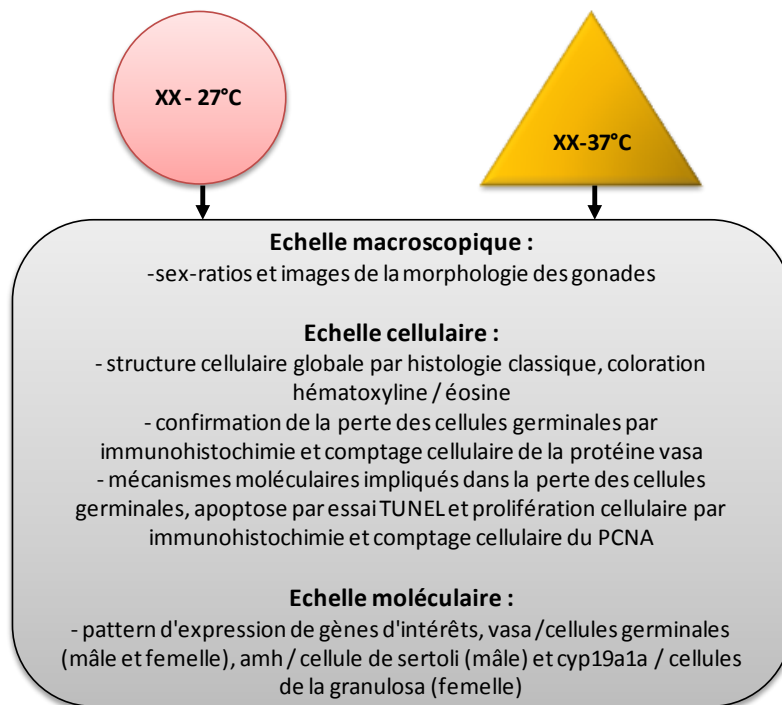 XX - 27°C
XX-37°C
Echelle macroscopique :
-sex-ratios et images de la morphologie des gonades
Echelle cellulaire :
- structure cellulaire globale par histologie classique, coloration
hématoxyline / éosine
- confirmation de la perte des cellules germinales par
immunohistochimie et comptage cellulaire de la protéine vasa
- mécanismes moléculaires impliqués dans la perte des cellules
germinales, apoptose par essai TUNEL et prolifération cellulaire par
immunohistochimie et comptage cellulaire du PCNA
Echelle moléculaire :
- pattern d'expression de gènes d'intérêts, vasa /cellules germinales
(mâle et femelle), amh / cellule de sertoli (mâle) et cyp19a1a / cellules
de la granulosa (femelle)